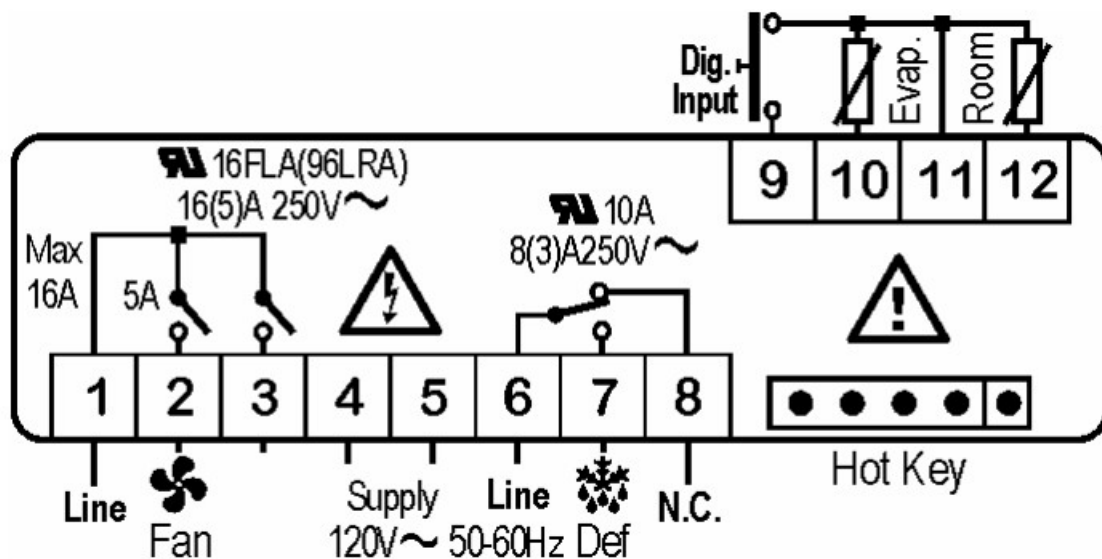 Dig.
Input
Evap.
Room
9 10 11 12
16FLA(96LRA)
16(5)A 250V~
10A
8(3)A250V~
Max
16A
5A
!
1 2 3 4 5 6 7 8
Line
Fan
Supply
120V~ 50-60Hz
Line
Def
N.C.
Hot Key